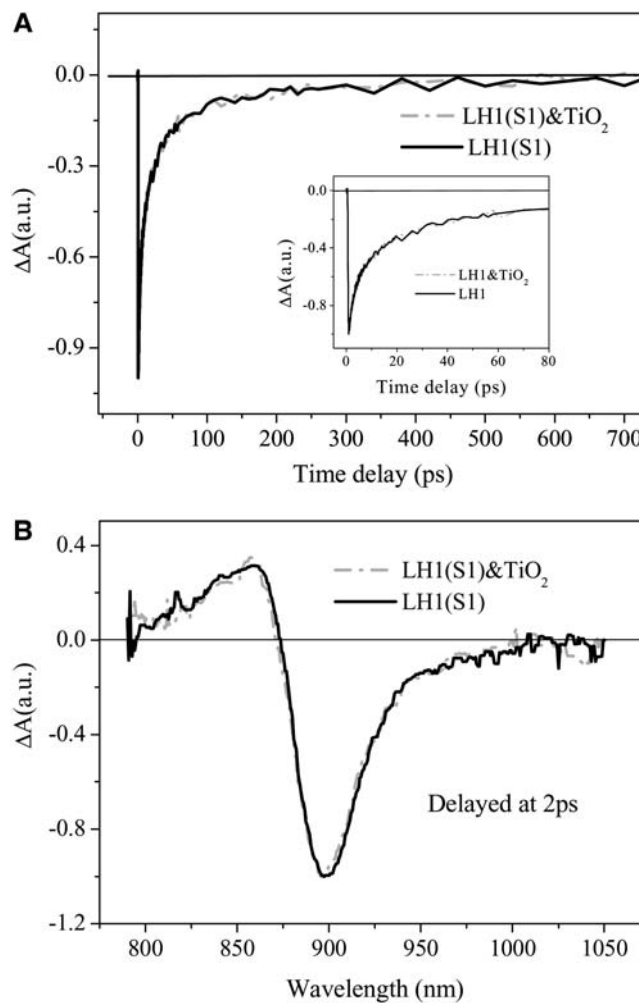 A
0.0
-0.3
-0.6
-0.9
ΔA(a.u.)
LH1(S1)&TiO₂
LH1(S1)
0.0
-0.4
-0.8
ΔA(a.u.)
LH1&TiO₂
LH1
0 20 40 60 80
Time delay (ps)
0 100 200 300 400 500 600 700
Time delay (ps)
B
0.4
0.0
-0.4
-0.8
-1.2
ΔA(a.u.)
LH1(S1)&TiO₂
LH1(S1)
Delayed at 2ps
800 850 900 950 1000 1050
Wavelength (nm)